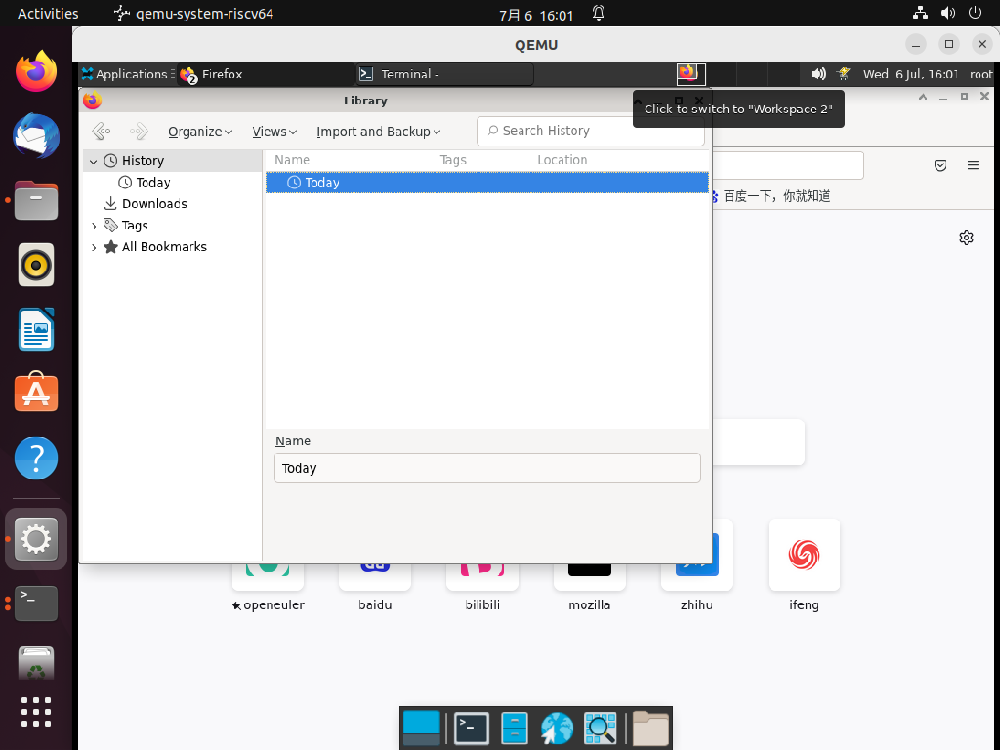 Activities qemu-system-riscv64 7月 6 16:01
QEMU
Applications 2 Firefox >_ Terminal - Wed 6 Jul, 16:01 root
Library
Click to switch to "Workspace 2"
Organize Views Import and Backup Search History
History Name Tags Location
Today Today
百度一下，你就知道
Downloads
Tags
All Bookmarks
Name
Today
openeuler baidu bilibili mozilla zhihu ifeng